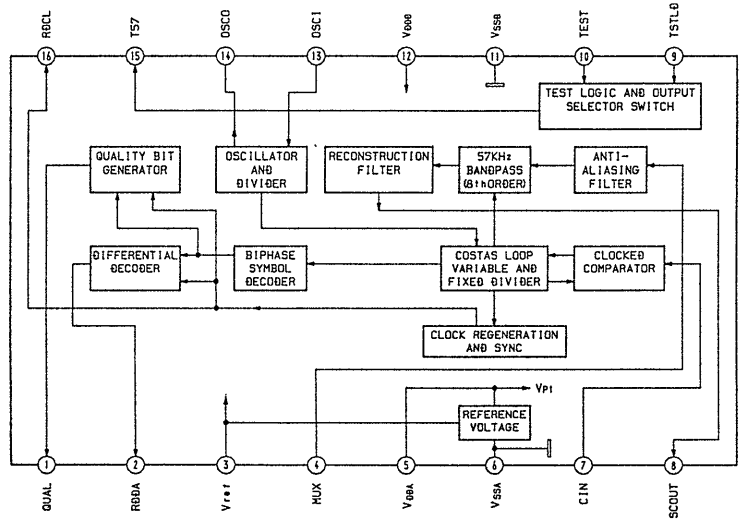 RDCL
T57
OSCO
OSCI
VDDD
VSSD
TEST
TSTLD
16
15
14
13
12
11
10
9
TEST LOGIC AND OUTPUT
SELECTOR SWITCH
QUALITY BIT
GENERATOR
OSCILLATOR
AND
DIVIDER
RECONSTRUCTION
FILTER
57KHz
BANDPASS
(8thORDER)
ANTI-
ALIASING
FILTER
DIFFERENTIAL
DECODER
BIPHASE
SYMBOL
DECODER
COSTAS LOOP
VARIABLE AND
FIXED DIVIDER
CLOCKED
COMPARATOR
CLOCK REGENERATION
AND SYNC
VP1
REFERENCE
VOLTAGE
1
2
3
4
5
6
7
8
QUAL
RDDA
Vref
MUX
VDDA
VSSA
CIN
SCOUT